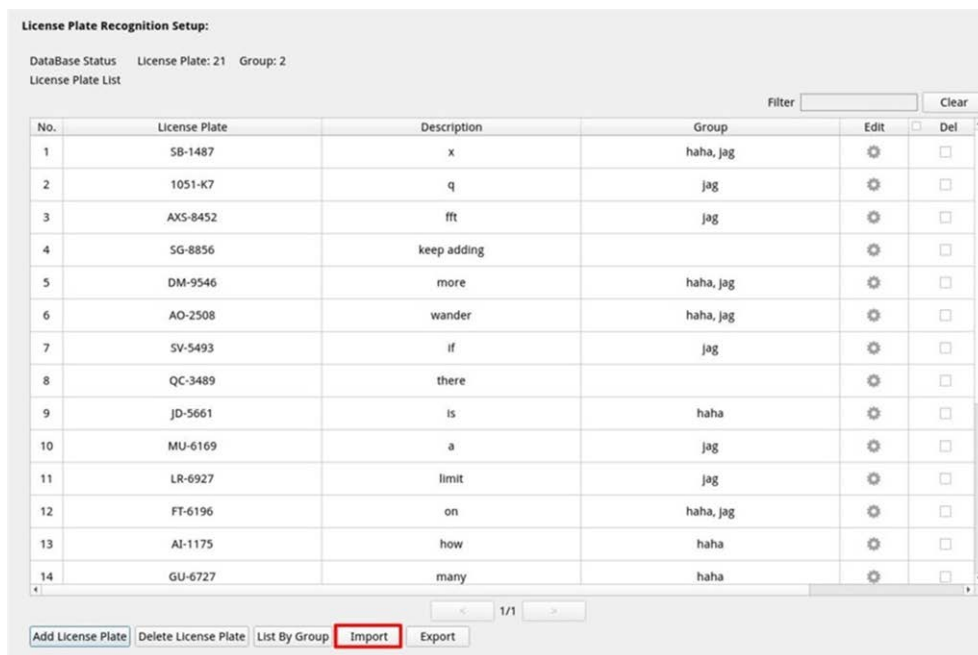 License Plate Recognition Setup:
DataBase Status License Plate: 21 Group: 2
License Plate List
Filter Clear
No. License Plate Description Group Edit Del
1 SB-1487 x haha, jag
2 1051-K7 q jag
3 AXS-8452 fft jag
4 SG-8856 keep adding
5 DM-9546 more haha, jag
6 AO-2508 wander haha, jag
7 SV-5493 if jag
8 QC-3489 there
9 JD-5661 is haha
10 MU-6169 a jag
11 LR-6927 limit jag
12 FT-6196 on haha, jag
13 AI-1175 how haha
14 GU-6727 many haha
< 1/1 >
Add License Plate Delete License Plate List By Group Import Export